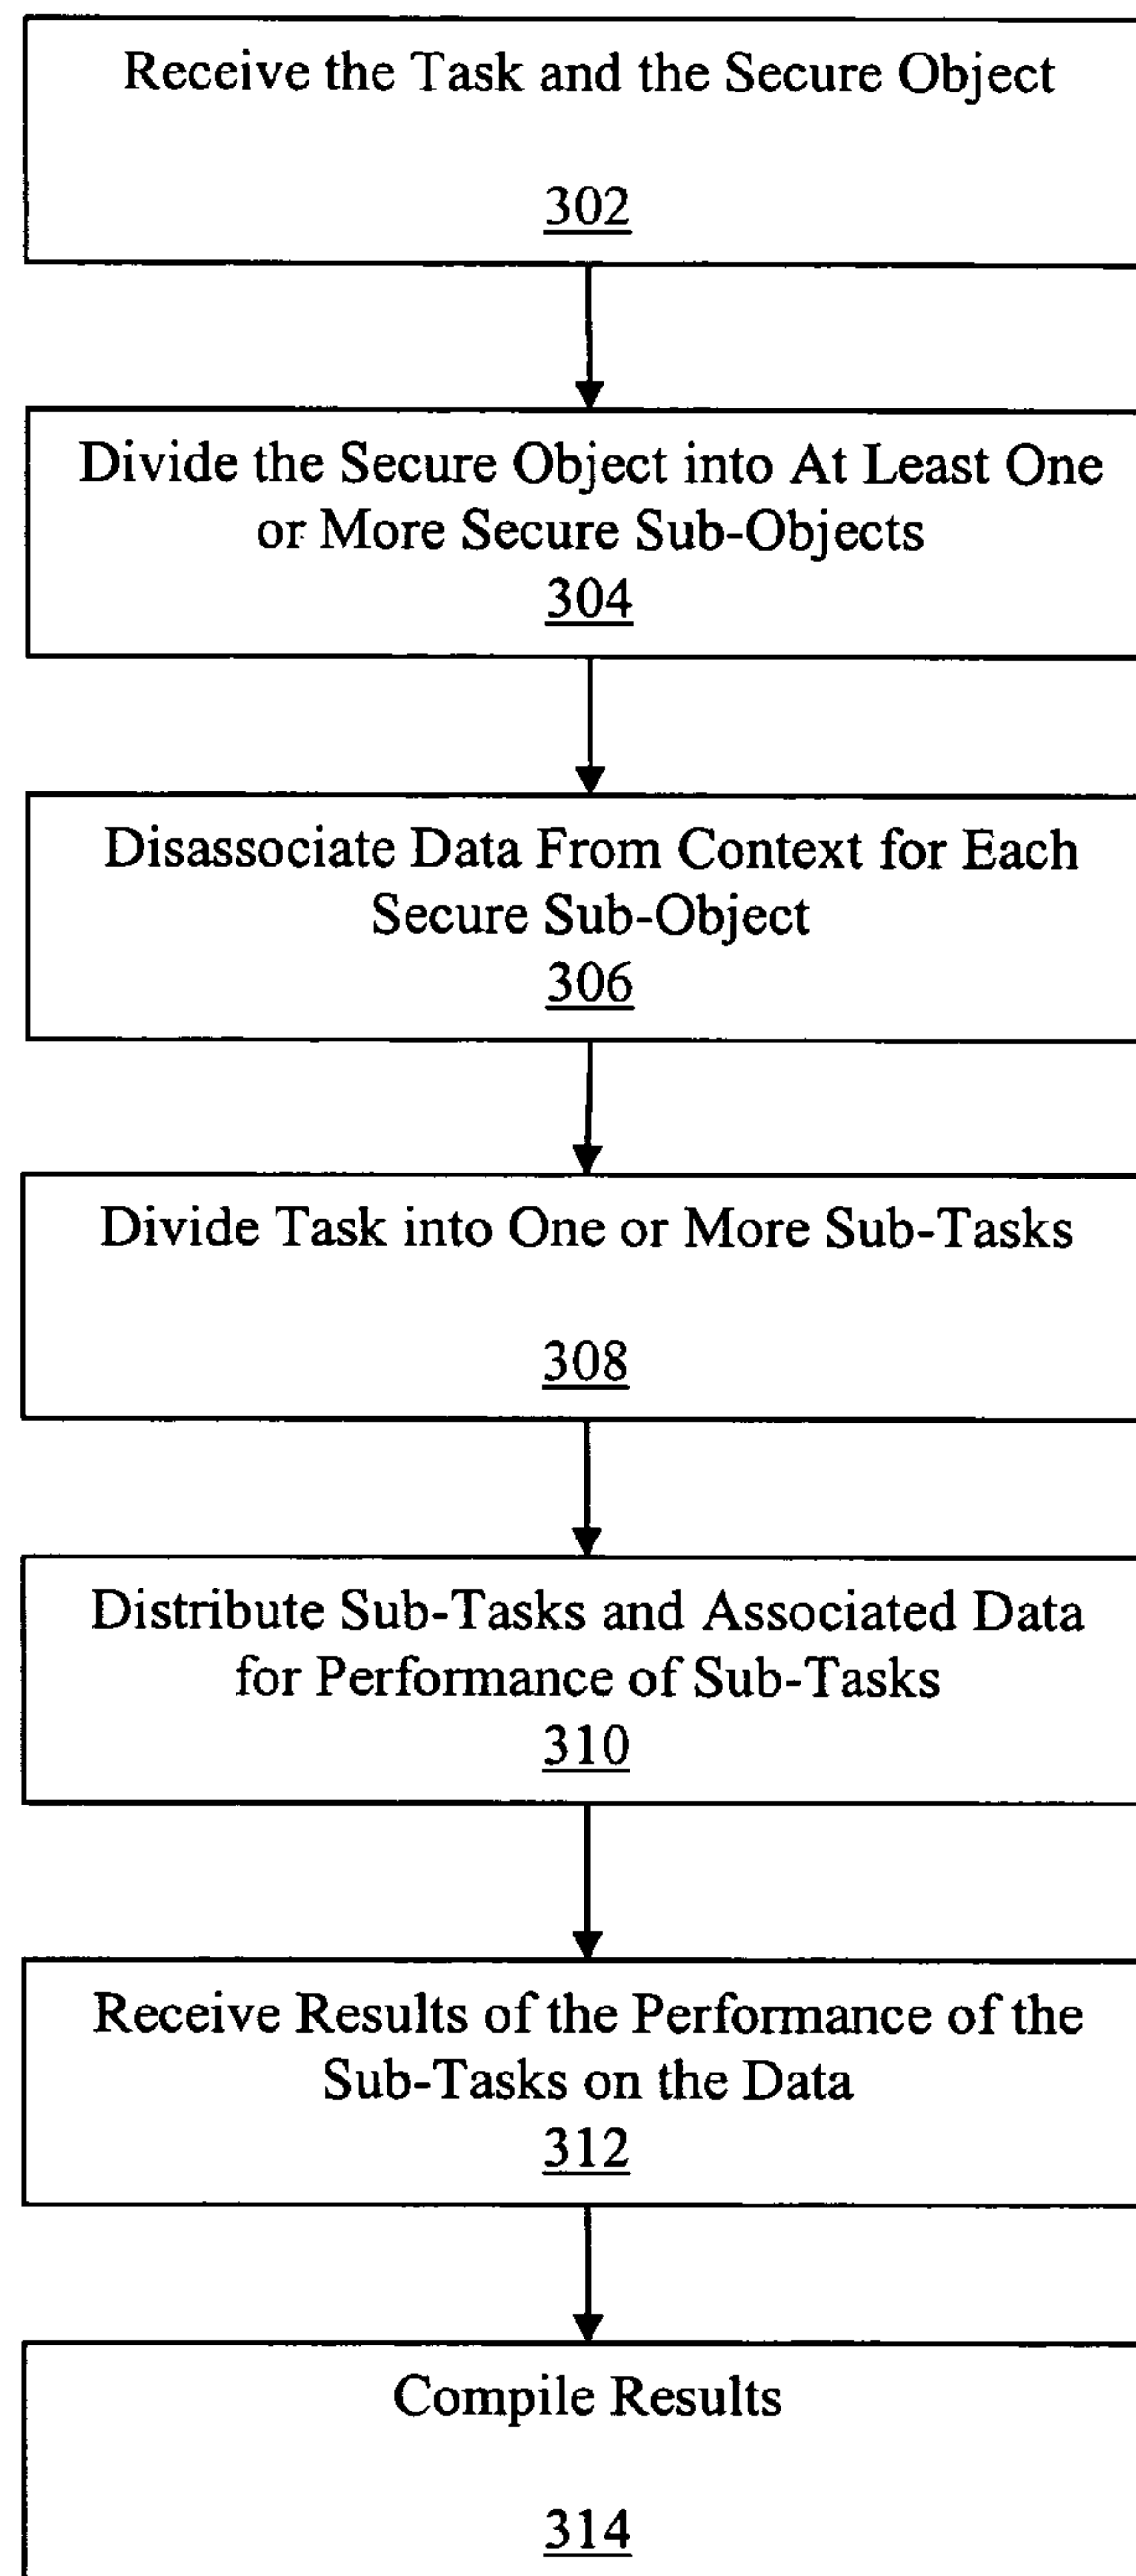 Receive the Task and the Secure Object
302
Divide the Secure Object into At Least One
or More Secure Sub-Objects
304
Disassociate Data From Context for Each
Secure Sub-Object
306
Divide Task into One or More Sub-Tasks
308
Distribute Sub-Tasks and Associated Data
for Performance of Sub-Tasks
310
Receive Results of the Performance of the
Sub-Tasks on the Data
312
Compile Results
314